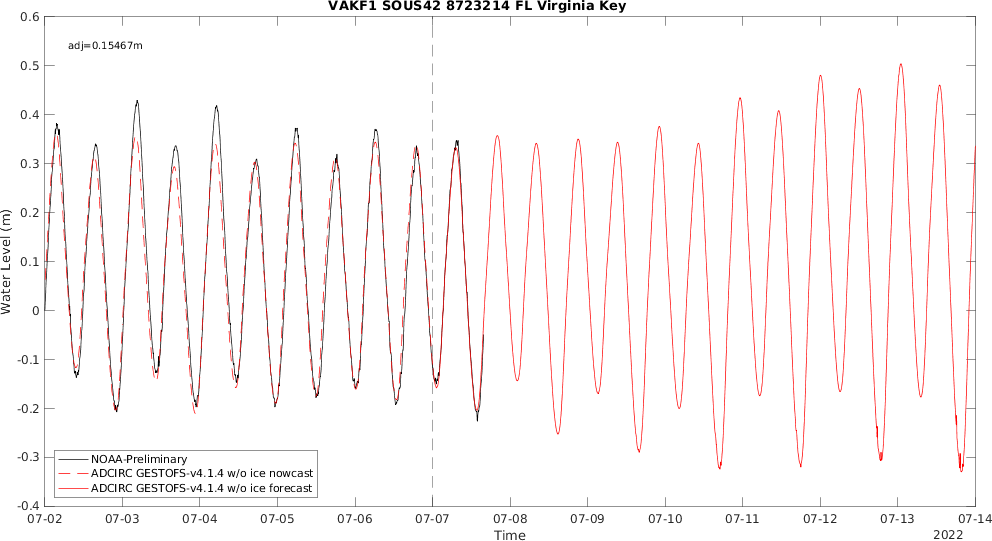 VAKF1 SOUS42 8723214 FL Virginia Key
adj=0.15467m
0.6
0.5
0.4
0.3
0.2
0.1
0
-0.1
-0.2
-0.3
-0.4
Water Level (m)
NOAA-Preliminary
ADCIRC GESTOFS-v4.1.4 w/o ice nowcast
ADCIRC GESTOFS-v4.1.4 w/o ice forecast
07-02 07-03 07-04 07-05 07-06 07-07 07-08 07-09 07-10 07-11 07-12 07-13 07-14
Time
2022